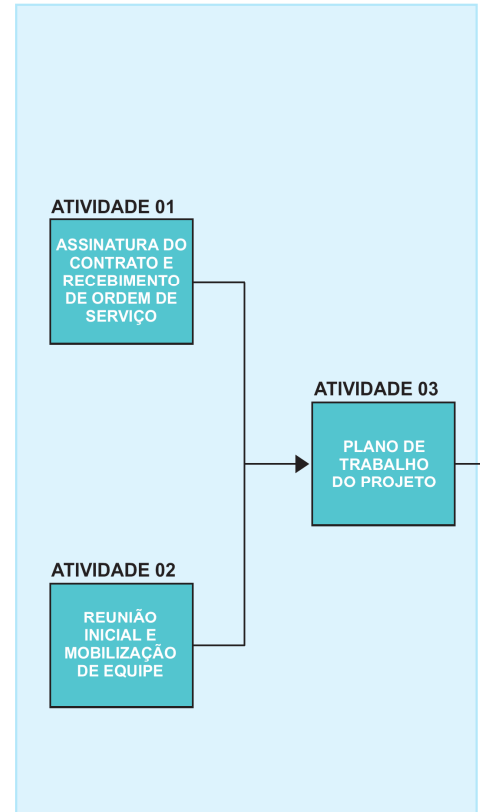 ATIVIDADE 01
ASSINATURA DO
CONTRATO E
RECEBIMENTO
DE ORDEM DE
SERVIÇO
ATIVIDADE 02
REUNIÃO
INICIAL E
MOBILIZAÇÃO
DE EQUIPE
ATIVIDADE 03
PLANO DE
TRABALHO
DO PROJETO